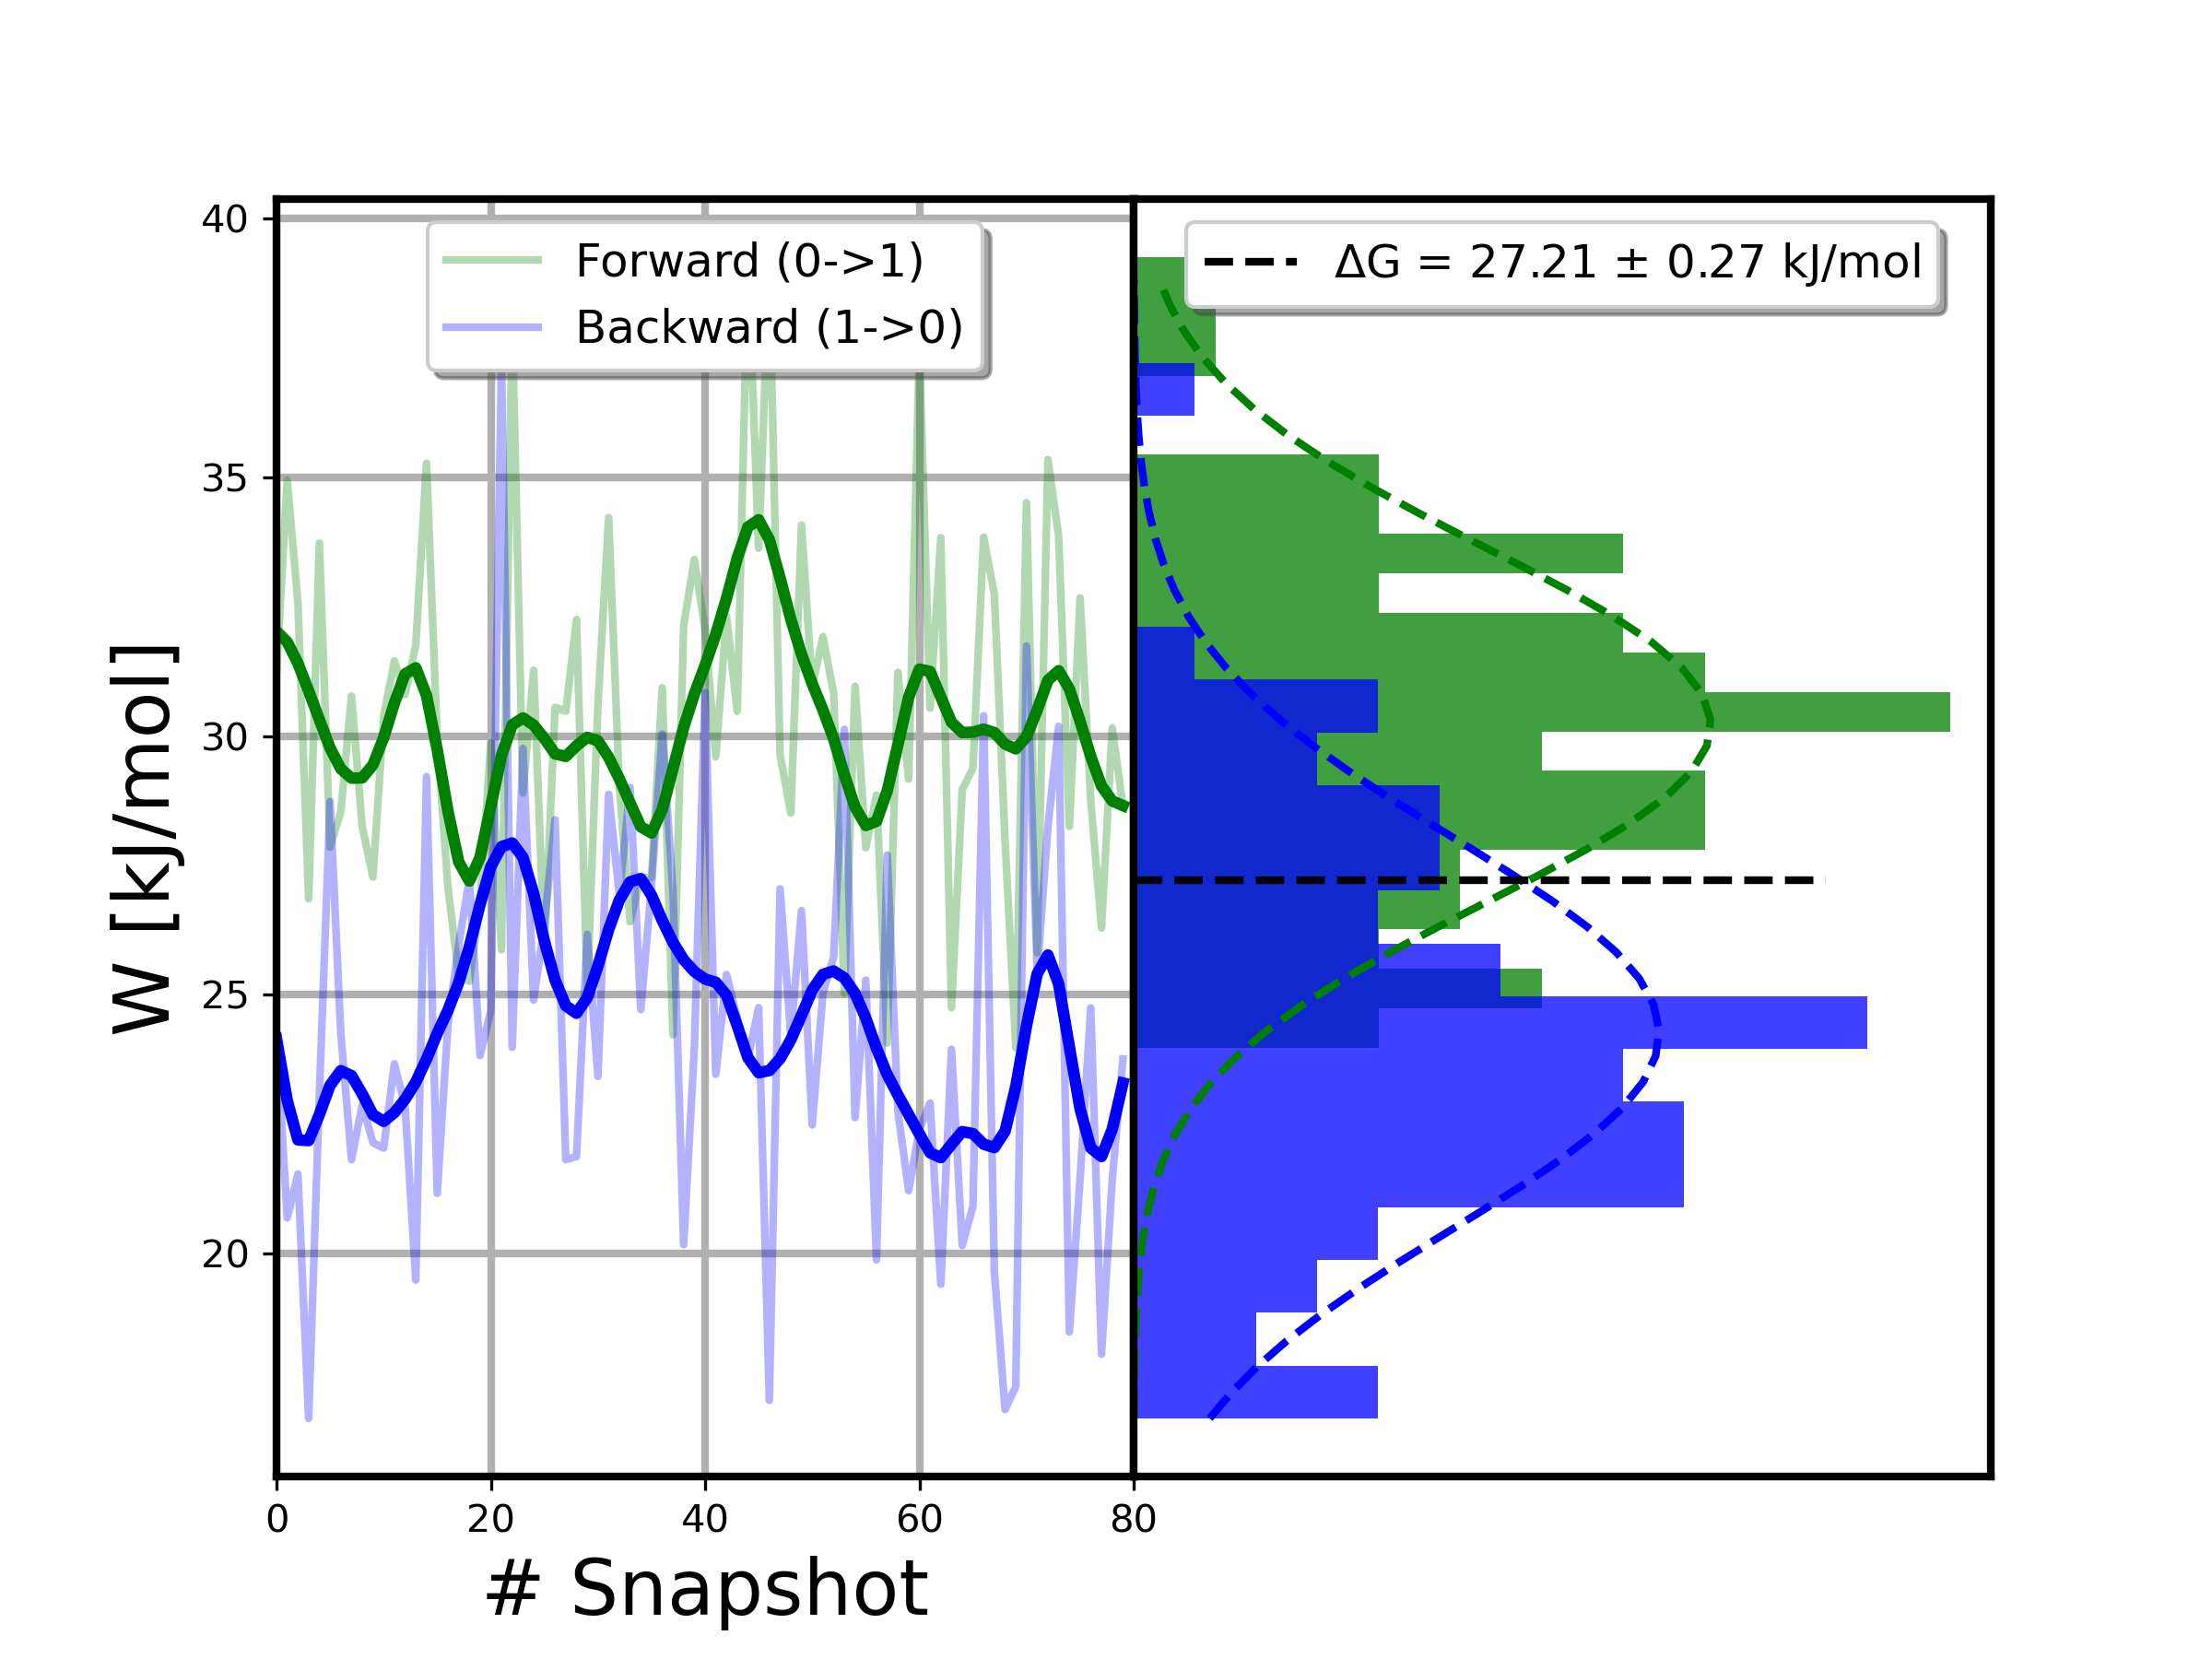 40
35
30
25
20
W [kJ/mol]
Forward (0->1)
Backward (1->0)
ΔG = 27.21 ± 0.27 kJ/mol
0 20 40 60 80
# Snapshot